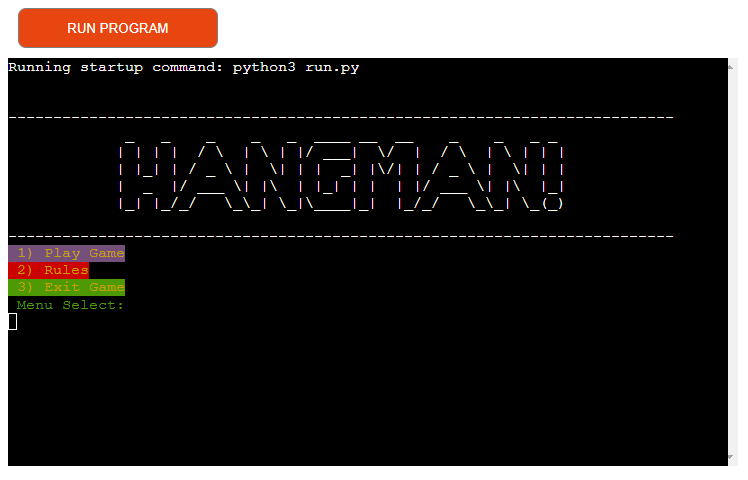 RUN PROGRAM
Running startup command: python3 run.py
HANGMAN!
1) Play Game
2) Rules
3) Exit Game
Menu Select: